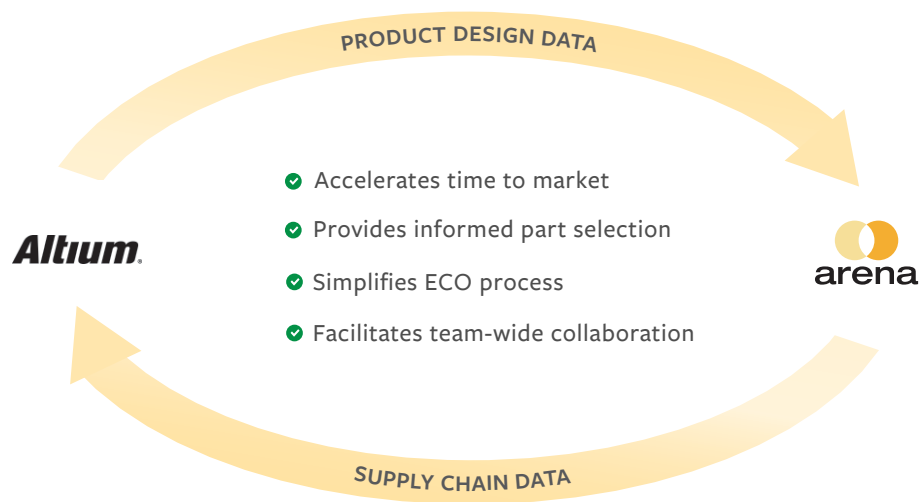 PRODUCT DESIGN DATA
Accelerates time to market
Provides informed part selection
Altium.
arena
Simplifies ECO process
Facilitates team-wide collaboration
SUPPLY CHAIN DATA